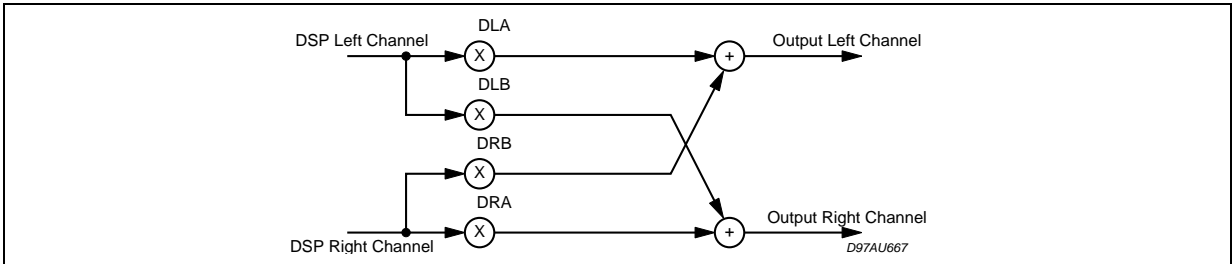 DLA
DSP Left Channel
Output Left Channel
X
+
DLB
X
DRB
X
DRA
Output Right Channel
X
+
DSP Right Channel
D97AU667